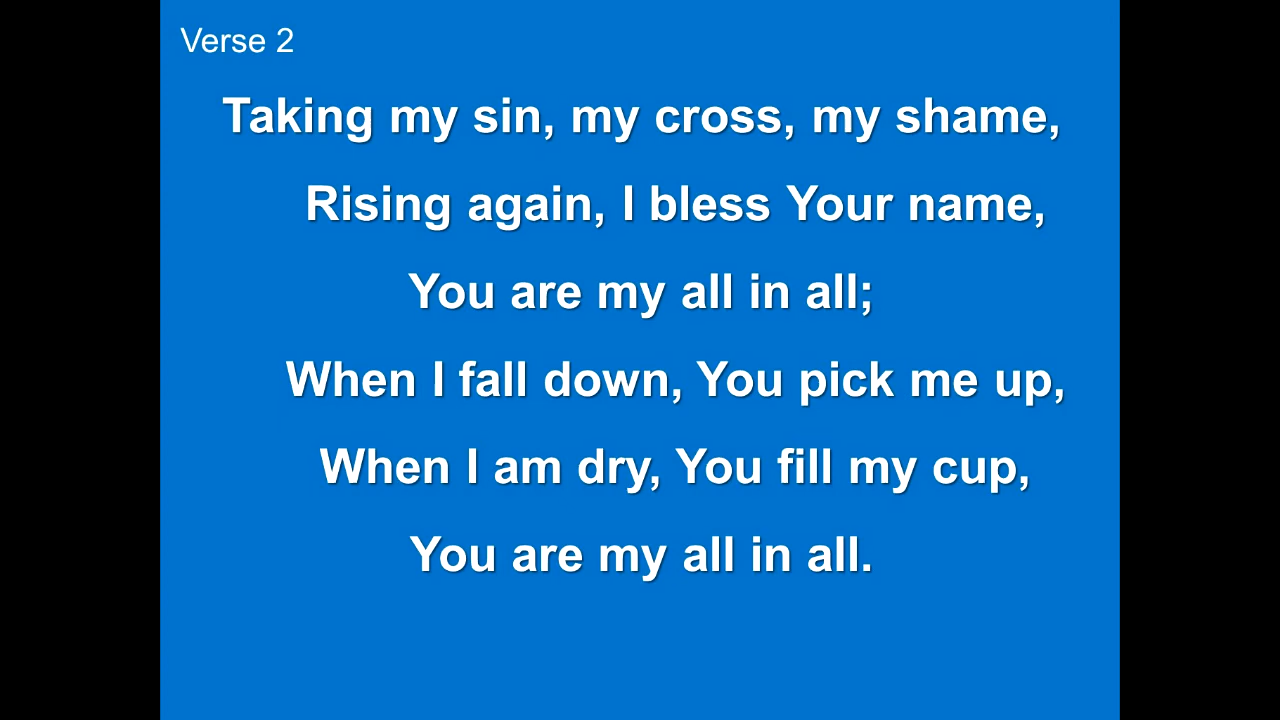 Verse 2
Taking my sin, my cross, my shame,
Rising again, I bless Your name,
You are my all in all;
When I fall down, You pick me up,
When I am dry, You fill my cup,
You are my all in all.